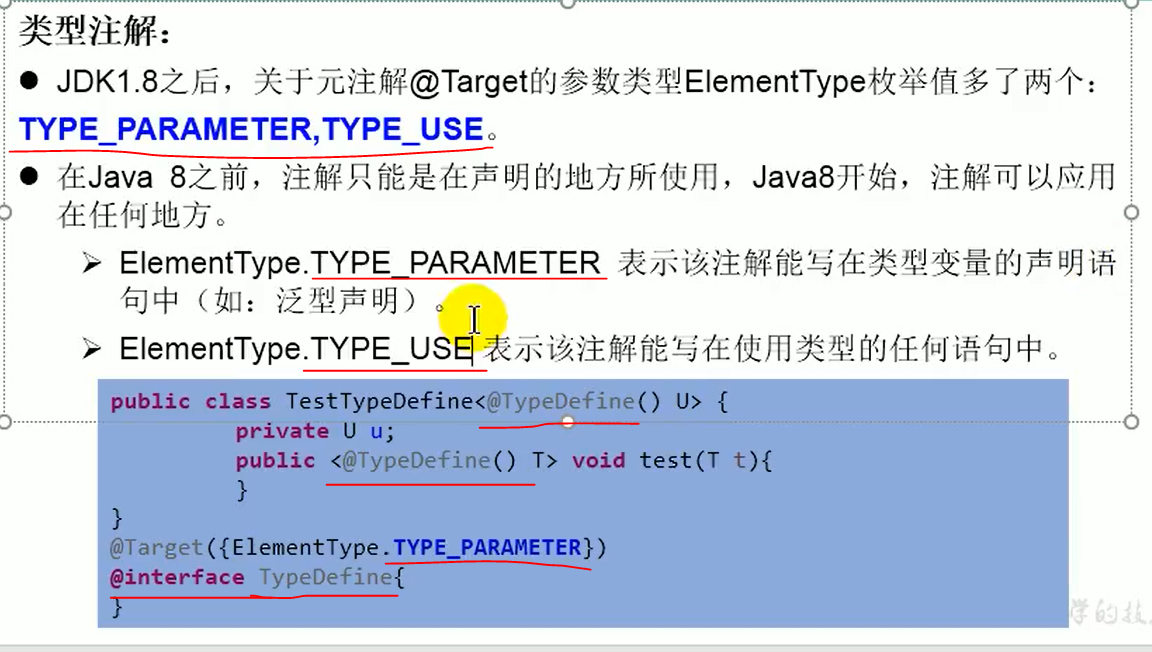 类型注解：
● JDK1.8之后，关于元注解@Target的参数类型ElementType枚举值多了两个：
TYPE_PARAMETER,TYPE_USE。
● 在Java 8之前，注解只能是在声明的地方所使用，Java8开始，注解可以应用
在任何地方。
➢ ElementType.TYPE_PARAMETER 表示该注解能写在类型变量的声明语
句中（如：泛型声明）。
➢ ElementType.TYPE_USE 表示该注解能写在使用类型的任何语句中。
public class TestTypeDefine<@TypeDefine() U> {
private U u;
public <@TypeDefine() T> void test(T t){
}
}
@Target({ElementType.TYPE_PARAMETER})
@interface TypeDefine{
}
学的技